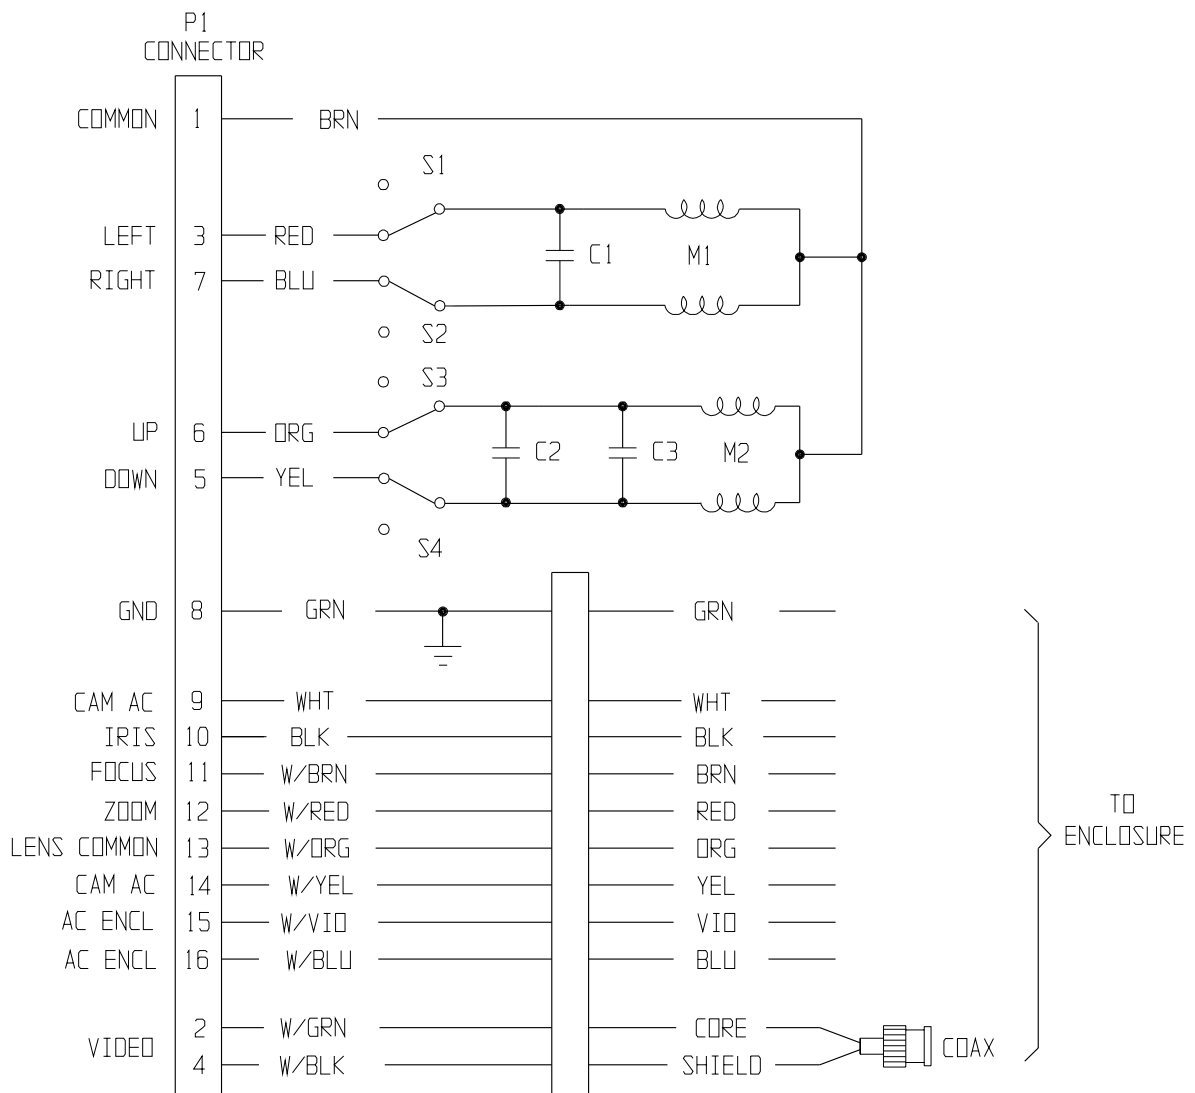 P1
CONNECTOR
COMMON 1 BRN
S1
LEFT 3 RED
C1 M1
RIGHT 7 BLU
S2
S3
UP 6 ORG
C2 C3 M2
DOWN 5 YEL
S4
GND 8 GRN GRN
CAM AC 9 WHT WHT
IRIS 10 BLK BLK
FOCUS 11 W/BRN BRN
ZOOM 12 W/RED RED
TO
ENCLOSURE
LENS COMMON 13 W/ORG ORG
CAM AC 14 W/YEL YEL
AC ENCL 15 W/VIO VIO
AC ENCL 16 W/BLU BLU
2 W/GRN CORE
VIDEO COAX
4 W/BLK SHIELD